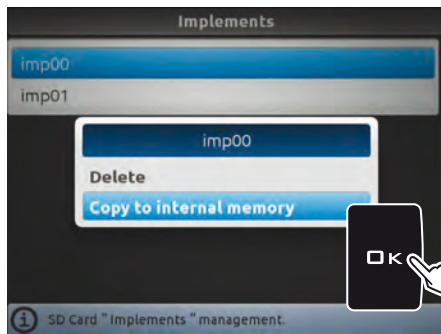 Implements
imp00
imp01
imp00
Delete
Copy to internal memory
OK
SD Card " Implements " management.